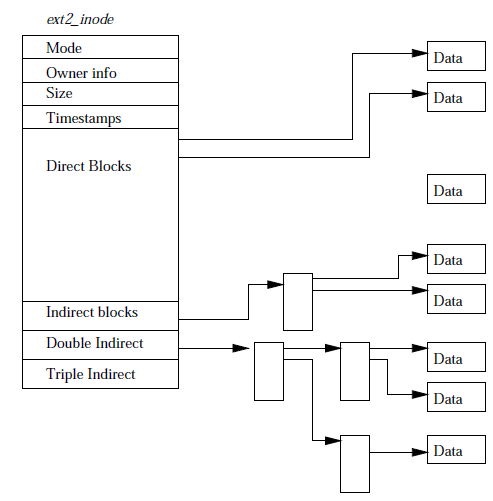 ext2_inode
Mode
Owner info
Size
Timestamps
Direct Blocks
Indirect blocks
Double Indirect
Triple Indirect
Data
Data
Data
Data
Data
Data
Data
Data